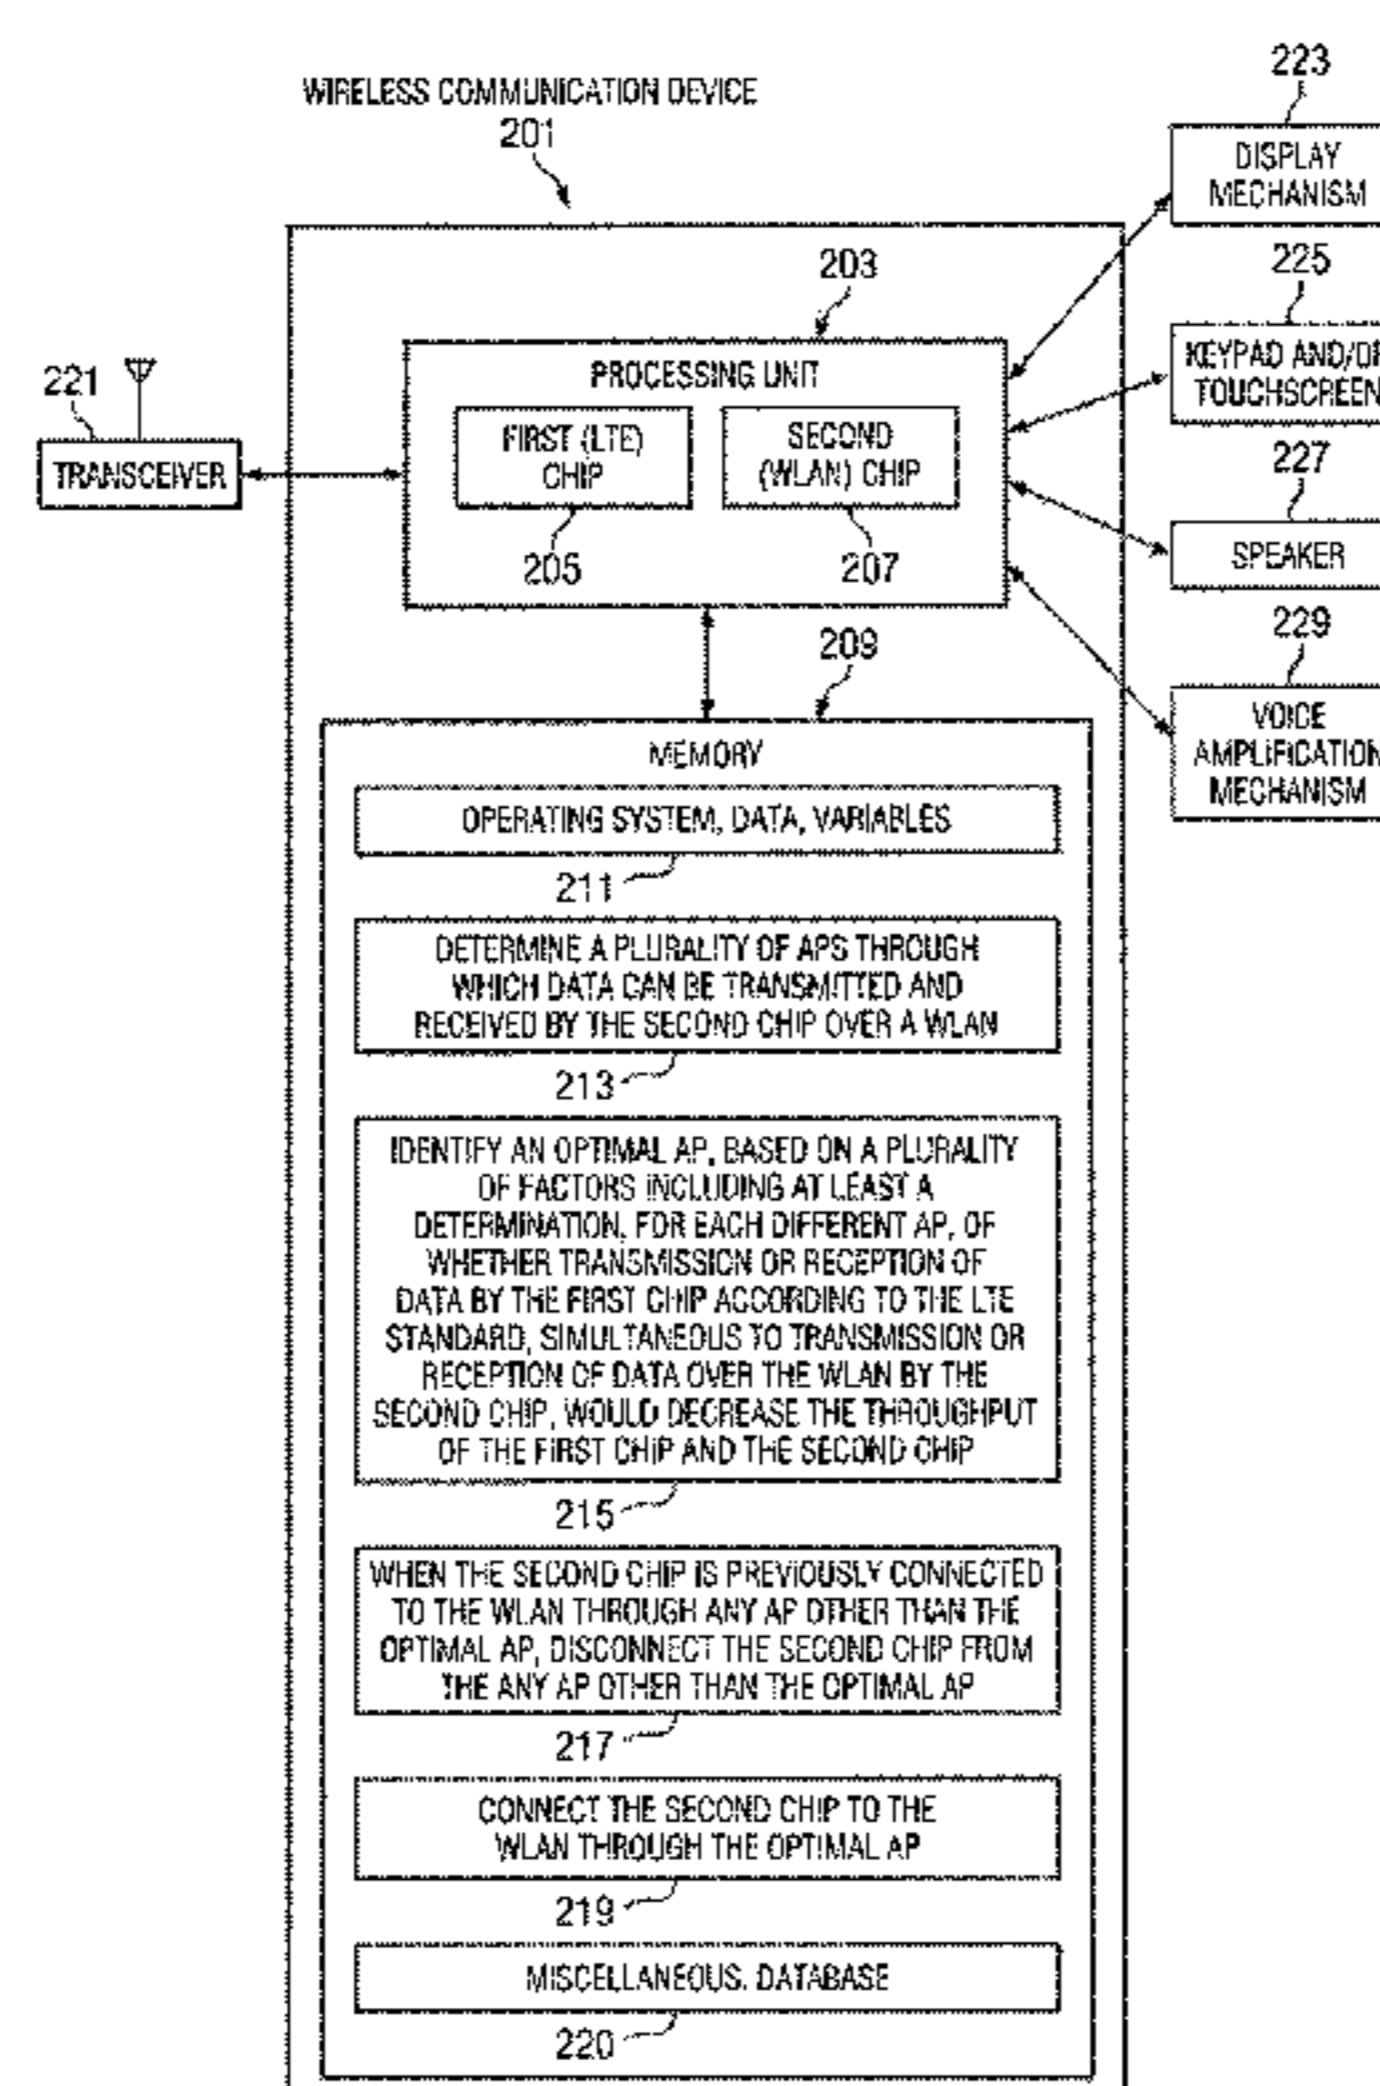 WIRELESS COMMUNICATION DEVICE
201
223
DISPLAY
MECHANISM
203
225
PROCESSING UNIT
KEYPAD AND/OR
TOUCHSCREEN
221
TRANSCEIVER
FIRST (LTE)
CHIP
SECOND
(WLAN) CHIP
227
SPEAKER
205
207
229
209
VOICE
AMPLIFICATION
MECHANISM
MEMORY
OPERATING SYSTEM, DATA, VARIABLES
211
DETERMINE A PLURALITY OF APS THROUGH
WHICH DATA CAN BE TRANSMITTED AND
RECEIVED BY THE SECOND CHIP OVER A WLAN
213
IDENTIFY AN OPTIMAL AP, BASED ON A PLURALITY
OF FACTORS INCLUDING AT LEAST A
DETERMINATION, FOR EACH DIFFERENT AP, OF
WHETHER TRANSMISSION OR RECEPTION OF
DATA BY THE FIRST CHIP ACCORDING TO THE LTE
STANDARD, SIMULTANEOUS TO TRANSMISSION OR
RECEPTION OF DATA OVER THE WLAN BY THE
SECOND CHIP, WOULD DECREASE THE THROUGHPUT
OF THE FIRST CHIP AND THE SECOND CHIP
215
WHEN THE SECOND CHIP IS PREVIOUSLY CONNECTED
TO THE WLAN THROUGH ANY AP OTHER THAN THE
OPTIMAL AP, DISCONNECT THE SECOND CHIP FROM
THE ANY AP OTHER THAN THE OPTIMAL AP
217
CONNECT THE SECOND CHIP TO THE
WLAN THROUGH THE OPTIMAL AP
219
MISCELLANEOUS. DATABASE
220